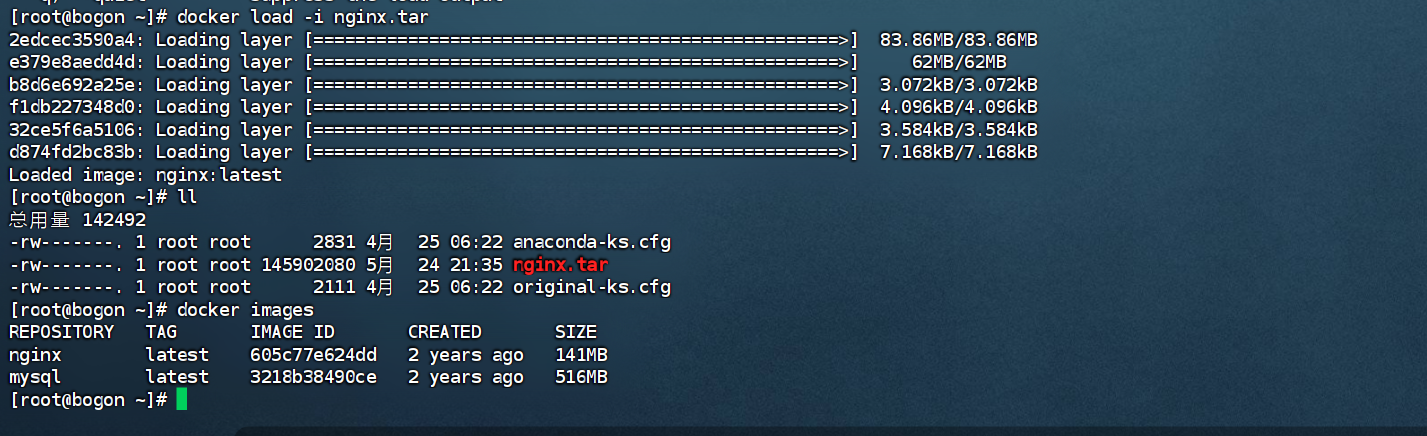 [root@bogon ~]# docker load -i nginx.tar
2edcec3590a4: Loading layer [==================================================>]  83.86MB/83.86MB
e379e8aedd4d: Loading layer [==================================================>]     62MB/62MB
b8d6e692a25e: Loading layer [==================================================>]  3.072kB/3.072kB
f1db227348d0: Loading layer [==================================================>]  4.096kB/4.096kB
32ce5f6a5106: Loading layer [==================================================>]  3.584kB/3.584kB
d874fd2bc83b: Loading layer [==================================================>]  7.168kB/7.168kB
Loaded image: nginx:latest
[root@bogon ~]# ll
总用量 142492
-rw-------. 1 root root      2831 4月  25 06:22 anaconda-ks.cfg
-rw-------. 1 root root 145902080 5月  24 21:35 nginx.tar
-rw-------. 1 root root      2111 4月  25 06:22 original-ks.cfg
[root@bogon ~]# docker images
REPOSITORY   TAG       IMAGE ID       CREATED       SIZE
nginx        latest    605c77e624dd   2 years ago   141MB
mysql        latest    3218b38490ce   2 years ago   516MB
[root@bogon ~]#